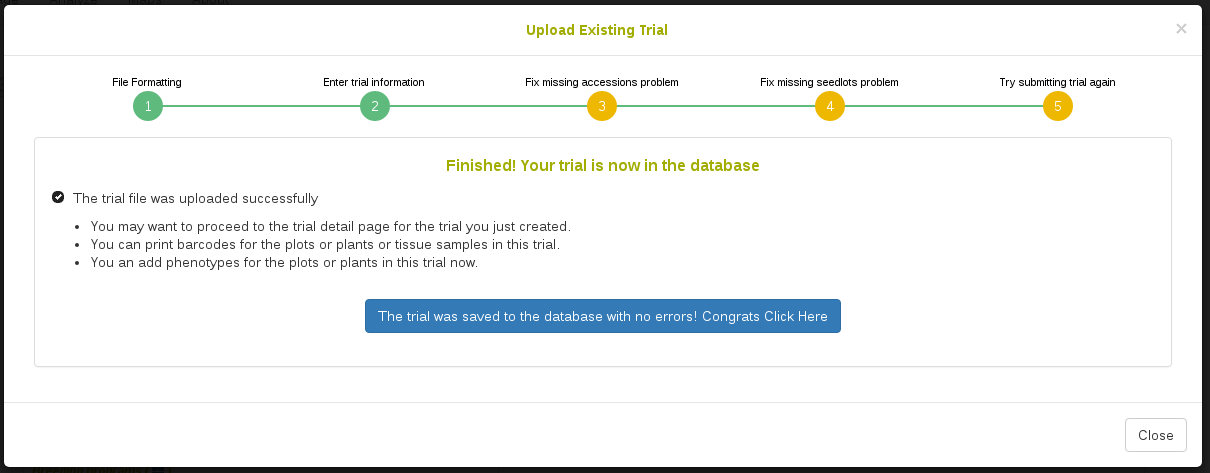 Upload Existing Trial
×
File Formatting
Enter trial information
Fix missing accessions problem
Fix missing seedlots problem
Try submitting trial again
1
2
3
4
5
Finished! Your trial is now in the database
The trial file was uploaded successfully
• You may want to proceed to the trial detail page for the trial you just created.
• You can print barcodes for the plots or plants or tissue samples in this trial.
• You an add phenotypes for the plots or plants in this trial now.
The trial was saved to the database with no errors! Congrats Click Here
Close